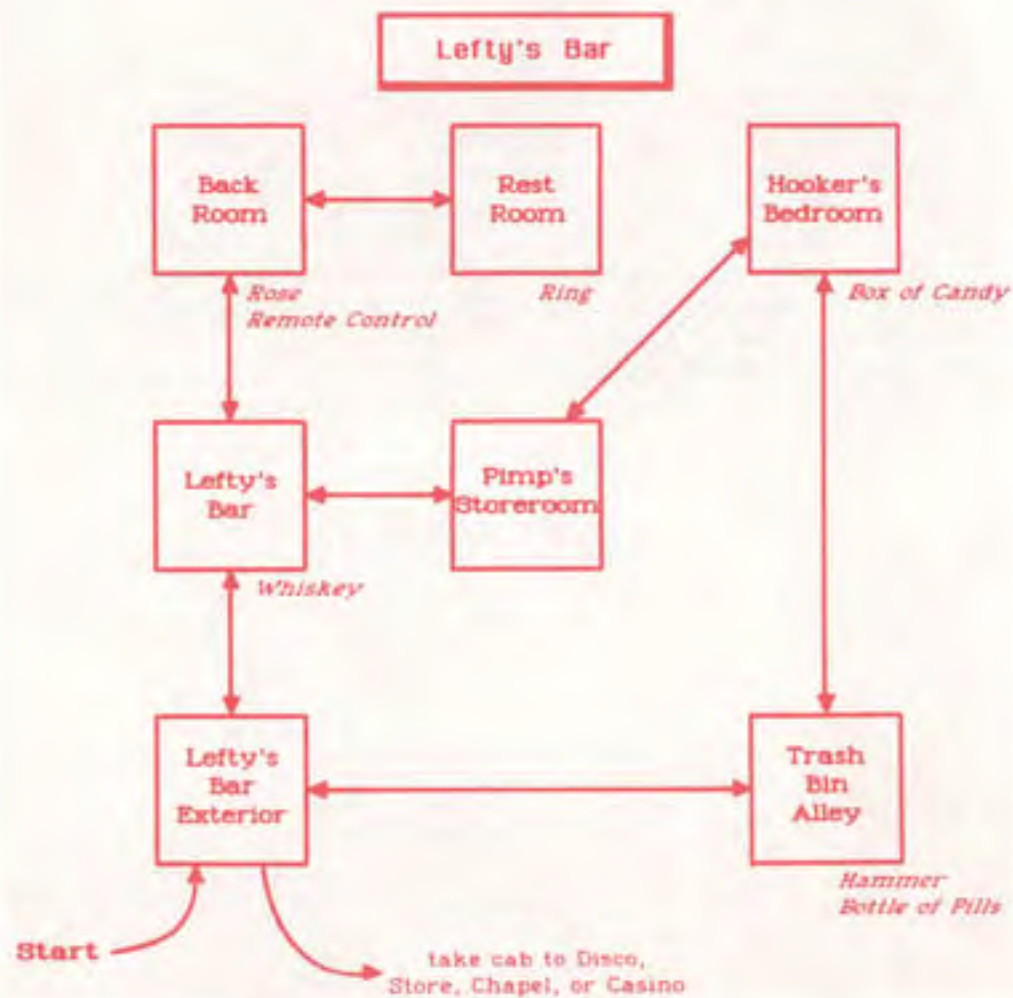 Lefty's Bar
Back
Room
Rest
Room
Hooker's
Bedroom
Rose
Remote Control
Ring
Box of Candy
Lefty's
Bar
Pimp's
Storeroom
Whiskey
Lefty's
Bar
Exterior
Trash
Bin
Alley
Hammer
Bottle of Pills
Start
take cab to Disco,
Store, Chapel, or Casino